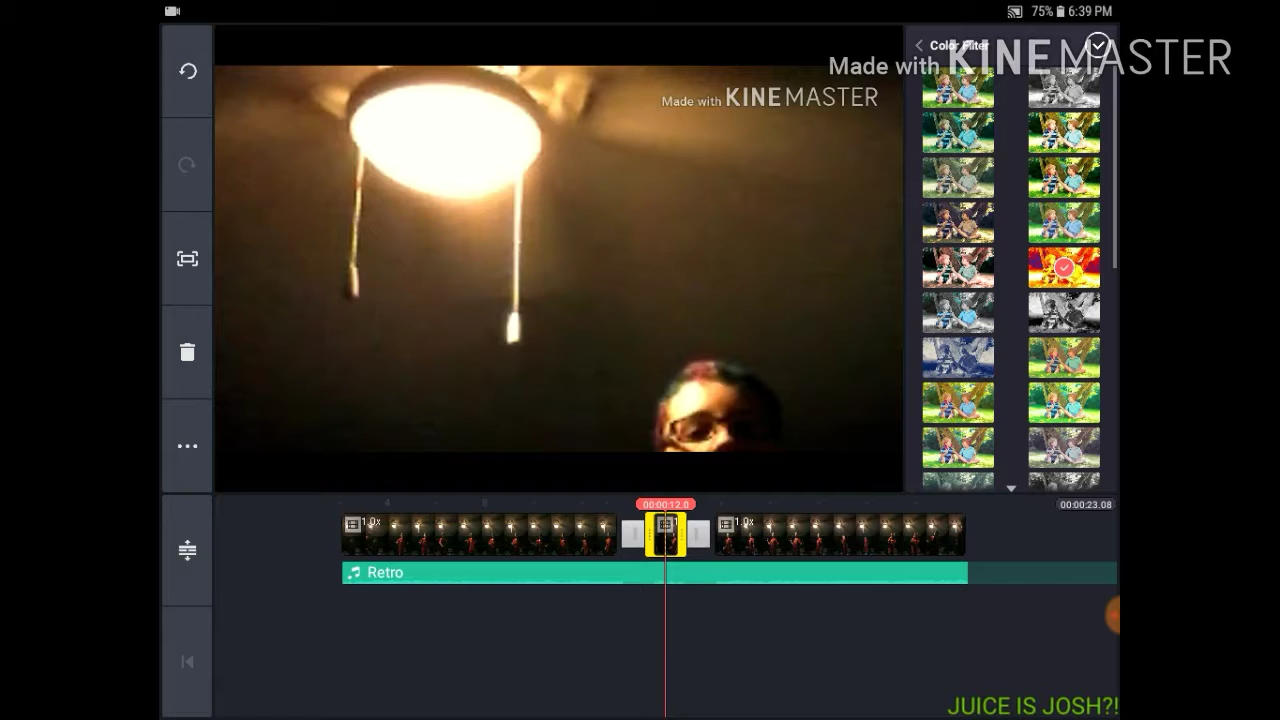 75% 6:39 PM
Color Filter
Made with KINEMASTER
Made with KINEMASTER
00:00:12.0
00:00:23.08
1.0x
1
1.0x
Retro
JUICE IS JOSH?!